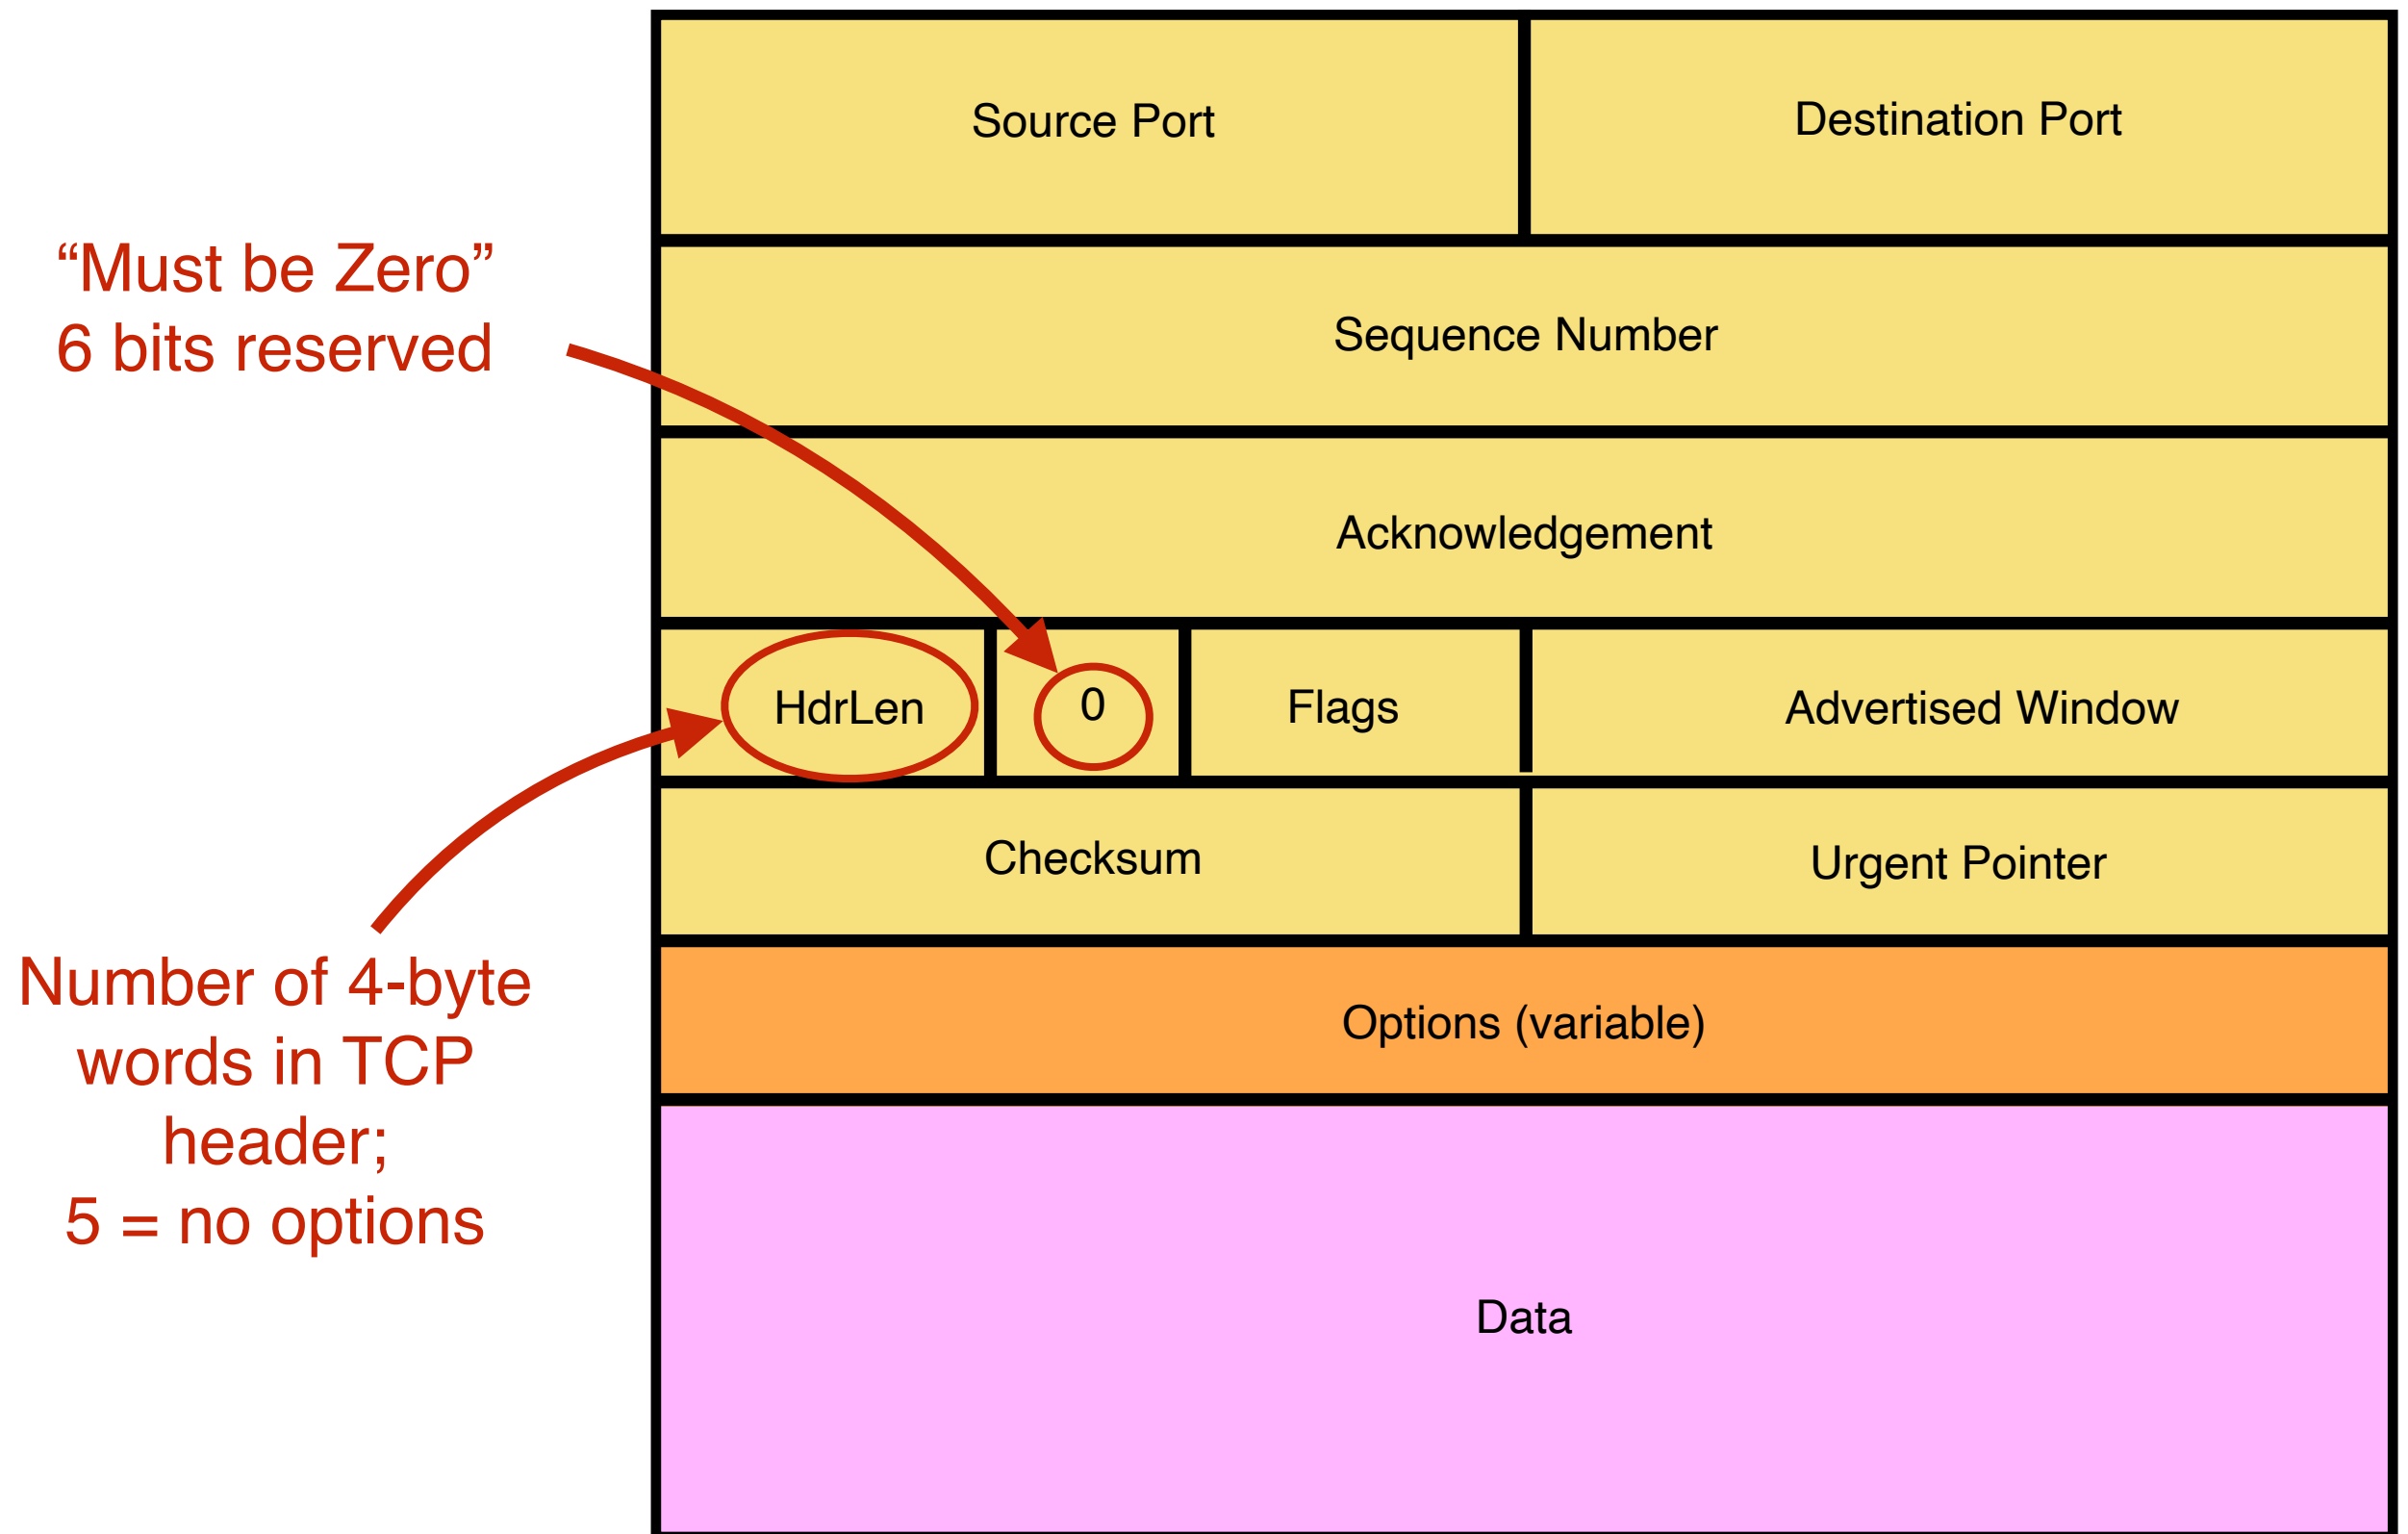 Source Port
Destination Port
“Must be Zero”
6 bits reserved
Sequence Number
Acknowledgement
HdrLen
0
Flags
Advertised Window
Checksum
Urgent Pointer
Number of 4-byte
words in TCP
header;
5 = no options
Options (variable)
Data